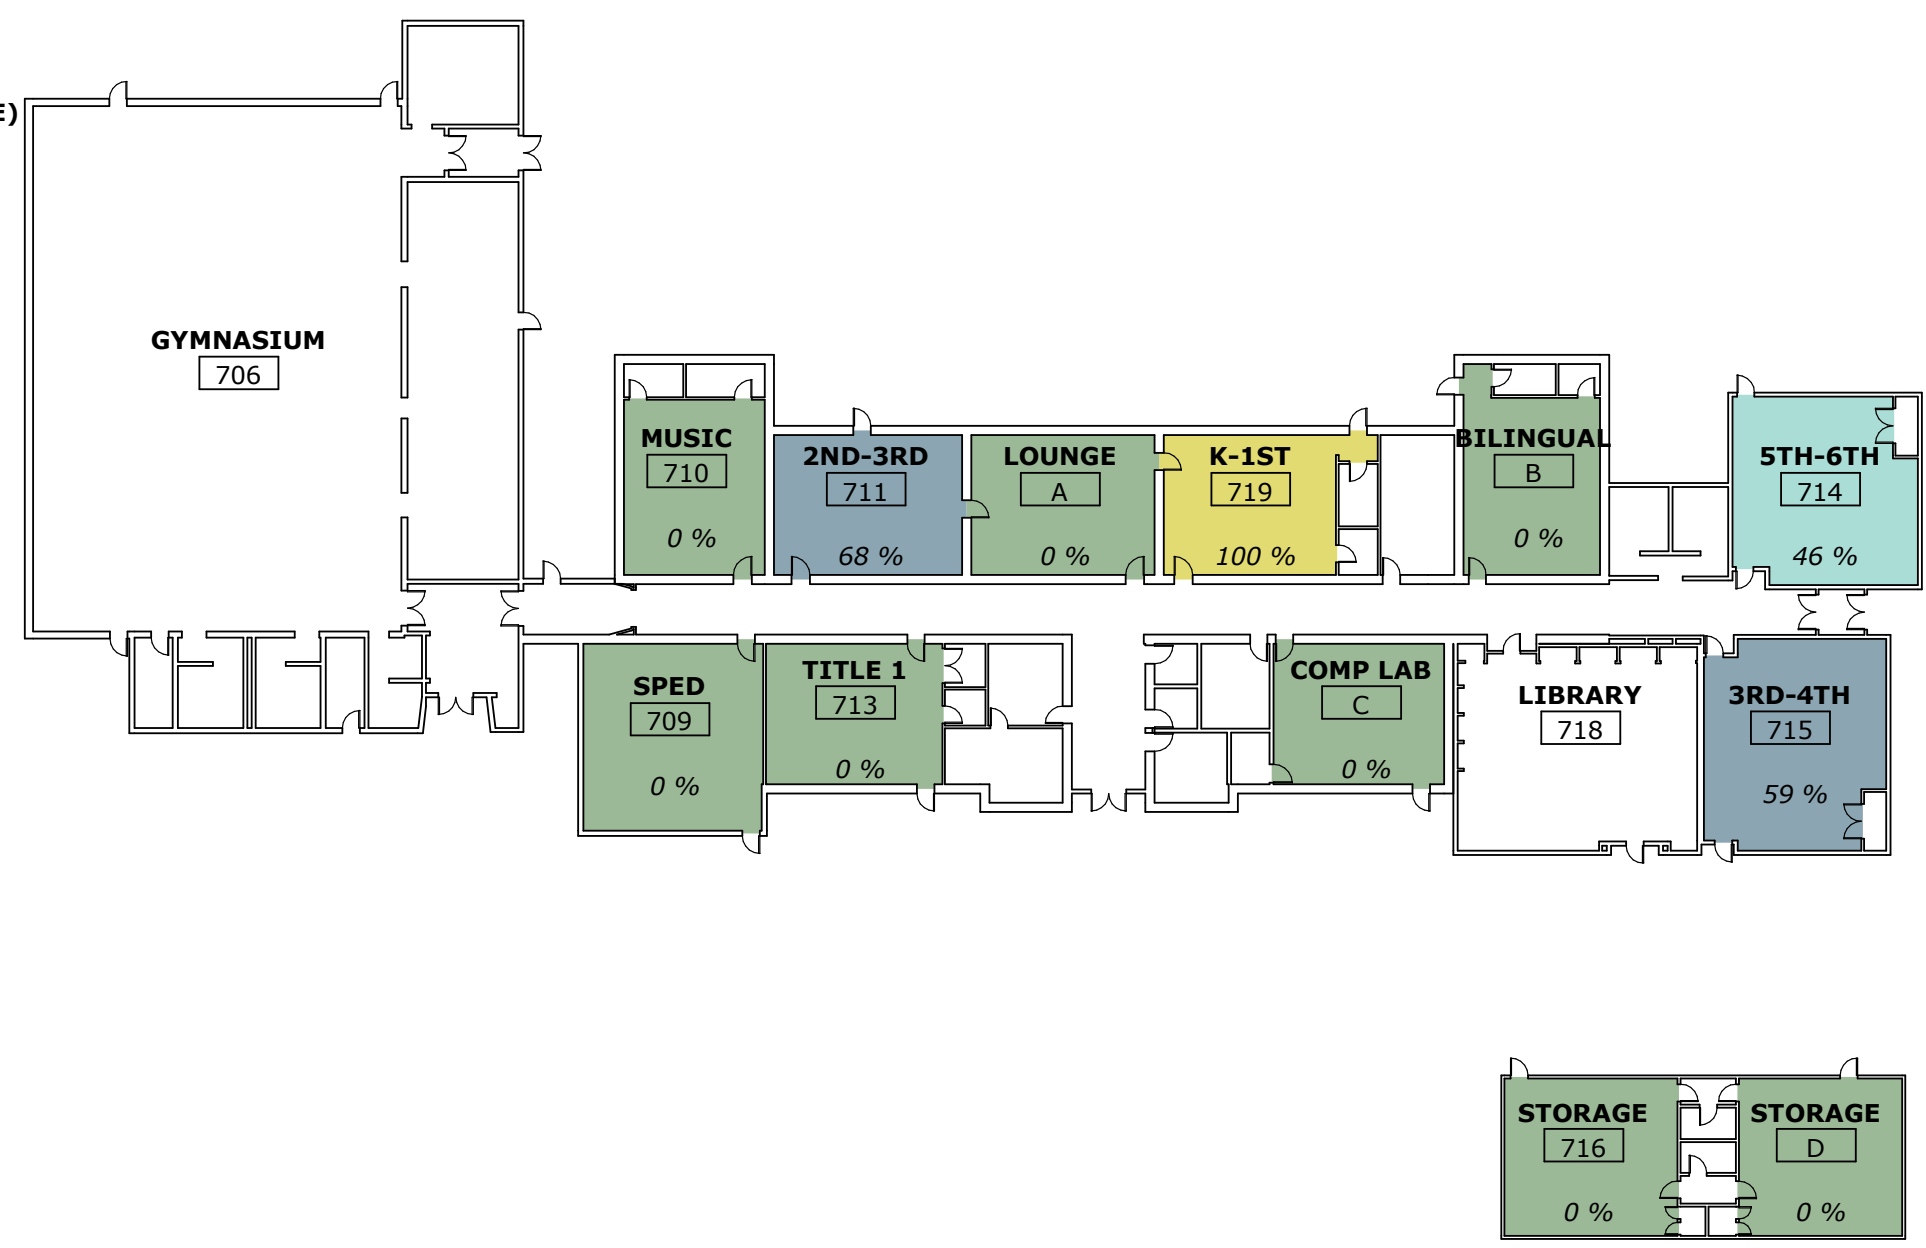 E)
GYMNASIUM
706
MUSIC
710
0 %
2ND-3RD
711
68 %
LOUNGE
A
0 %
K-1ST
719
100 %
BILINGUAL
B
0 %
5TH-6TH
714
46 %
SPED
709
0 %
TITLE 1
713
0 %
COMP LAB
C
0 %
LIBRARY
718
3RD-4TH
715
59 %
STORAGE
716
0 %
STORAGE
D
0 %